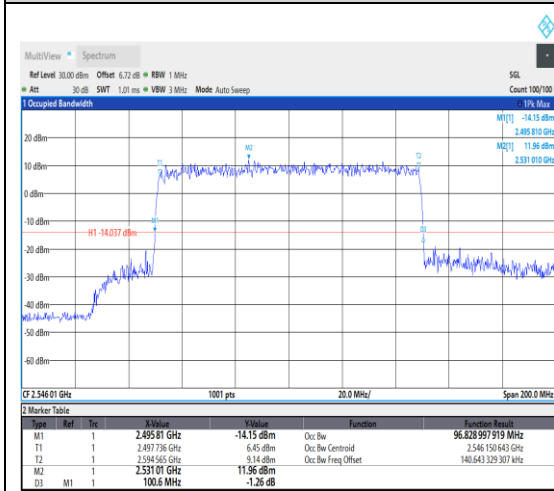 MultiView Spectrum
Ref Level 30.00 dBm Offset 6.72 dB RBW 1 MHz SGL
Att 30 dB SWT 1.01 ms VBW 3 MHz Mode Auto Sweep Count 100/100
1 Occupied Bandwidth 1Pk Max
M1[1] -14.15 dBm
2.495 810 GHz
M2[1] 11.96 dBm
2.531 010 GHz
20 dBm
M2
10 dBm
0 dBm
-10 dBm
H1 -14.037 dBm
-20 dBm
-30 dBm
-40 dBm
-50 dBm
-60 dBm
CF 2.546 01 GHz 1001 pts 20.0 MHz/ Span 200.0 MHz
2 Marker Table
Type Ref Trc X-Value Y-Value Function Function Result
M1 1 2.495 81 GHz -14.15 dBm Occ Bw 96.828 997 919 MHz
T1 1 2.497 736 GHz 6.45 dBm Occ Bw Centroid 2.546 150 643 GHz
T2 1 2.594 565 GHz 9.14 dBm Occ Bw Freq Offset 140.643 329 307 kHz
M2 1 2.531 01 GHz 11.96 dBm
D3 M1 1 100.6 MHz -1.26 dB